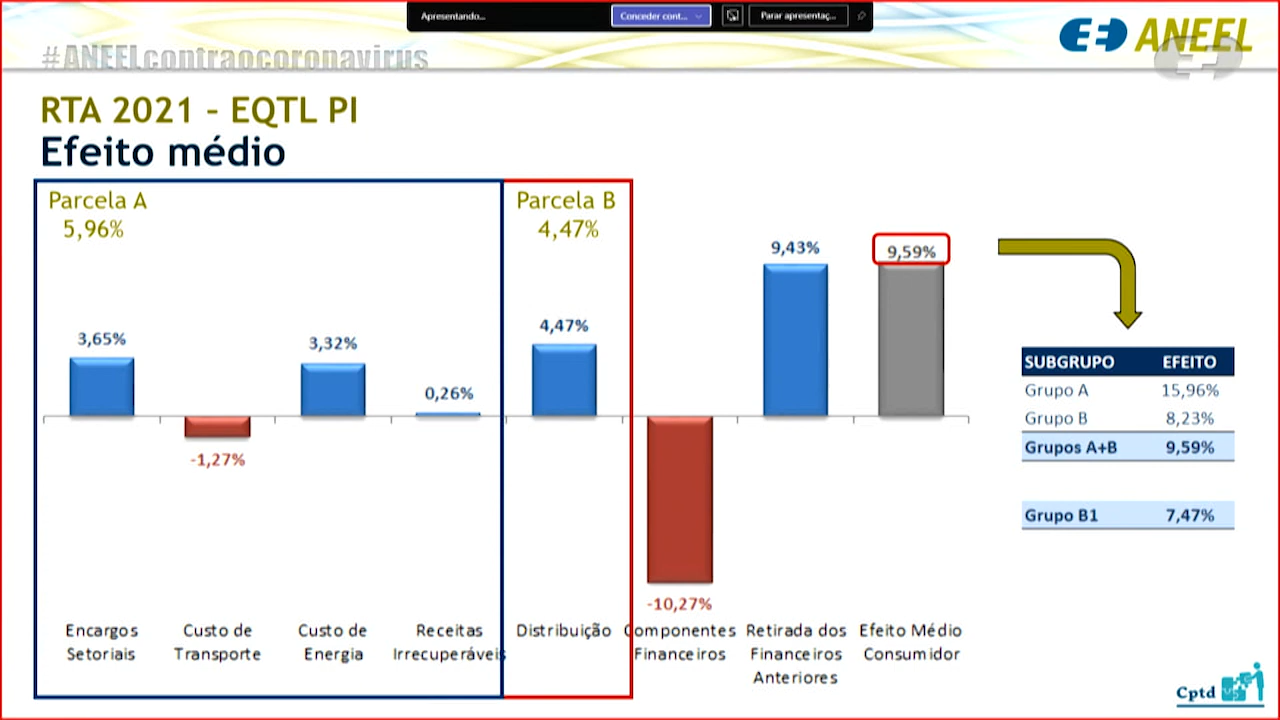 Apresentando...
Conceder cont...
Parar apresentaç...
#ANEELcontraocoronavirus
ANEEL
RTA 2021 – EQTL PI
Efeito médio
Parcela A
5,96%
Parcela B
4,47%
3,65%
-1,27%
3,32%
0,26%
4,47%
-10,27%
9,43%
9,59%
Encargos
Setoriais
Custo de
Transporte
Custo de
Energia
Receitas
Irrecuperáveis
Distribuição
Componentes
Financeiros
Retirada dos
Financeiros
Anteriores
Efeito Médio
Consumidor
SUBGRUPO EFEITO
Grupo A 15,96%
Grupo B 8,23%
Grupos A+B 9,59%
Grupo B1 7,47%
Cptd